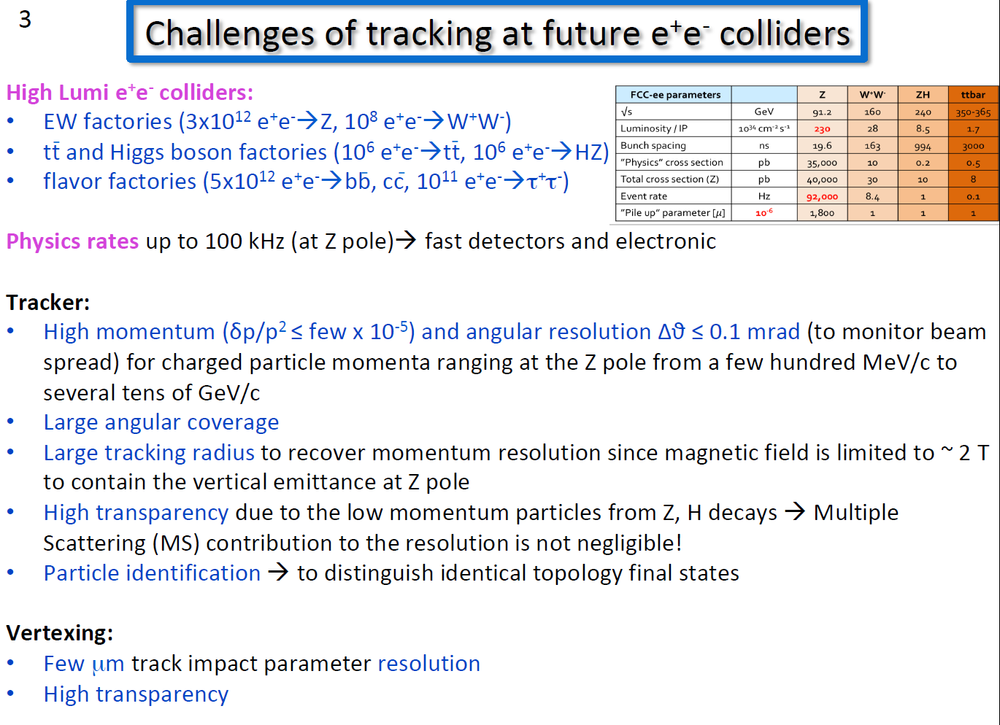 3
Challenges of tracking at future e⁺e⁻ colliders
High Lumi e⁺e⁻ colliders:
• EW factories (3x10¹² e⁺e⁻→Z, 10⁸ e⁺e⁻→W⁺W⁻)
• tt̄ and Higgs boson factories (10⁶ e⁺e⁻→tt̄, 10⁶ e⁺e⁻→HZ)
• flavor factories (5x10¹² e⁺e⁻→bb̄, cc̄, 10¹¹ e⁺e⁻→τ⁺τ⁻)
FCC-ee parameters Z W⁺W⁻ ZH ttbar
√s GeV 91.2 160 240 350-365
Luminosity / IP 10³⁴ cm⁻² s⁻¹ 230 28 8.5 1.7
Bunch spacing ns 19.6 163 994 3000
"Physics" cross section pb 35,000 10 0.2 0.5
Total cross section (Z) pb 40,000 30 10 8
Event rate Hz 92,000 8.4 1 0.1
"Pile up" parameter [μ] 10⁻⁶ 1,800 1 1 1
Physics rates up to 100 kHz (at Z pole)→ fast detectors and electronic
Tracker:
• High momentum (δp/p² ≤ few x 10⁻⁵) and angular resolution Δϑ ≤ 0.1 mrad (to monitor beam
spread) for charged particle momenta ranging at the Z pole from a few hundred MeV/c to
several tens of GeV/c
• Large angular coverage
• Large tracking radius to recover momentum resolution since magnetic field is limited to ~ 2 T
to contain the vertical emittance at Z pole
• High transparency due to the low momentum particles from Z, H decays → Multiple
Scattering (MS) contribution to the resolution is not negligible!
• Particle identification → to distinguish identical topology final states
Vertexing:
• Few μm track impact parameter resolution
• High transparency